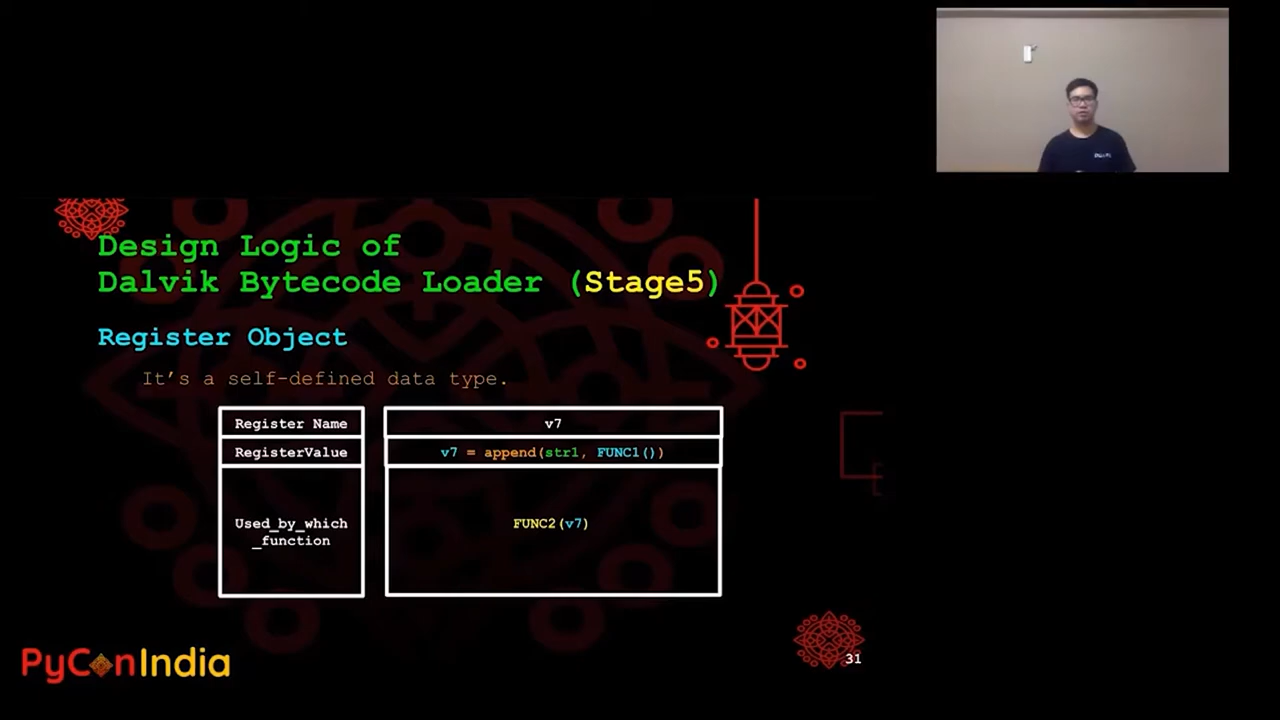 Design Logic of
Dalvik Bytecode Loader (Stage5)
Register Object
It's a self-defined data type.
Register Name
v7
RegisterValue
v7 = append(str1, FUNC1())
Used_by_which
_function
FUNC2(v7)
PyConIndia
31